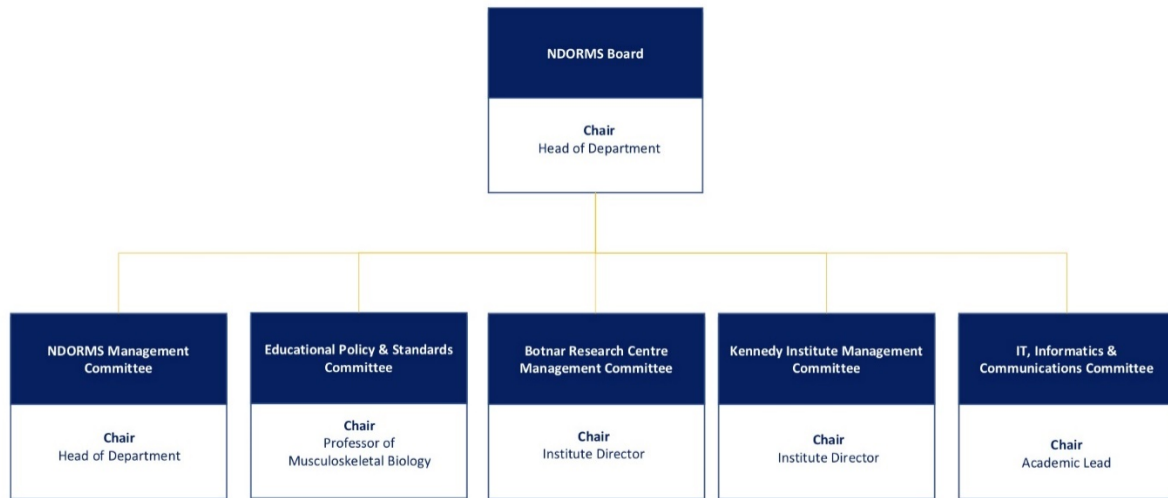 NDORMS Board
Chair
Head of Department
NDORMS Management
Committee
Chair
Head of Department
Educational Policy & Standards
Committee
Chair
Professor of
Musculoskeletal Biology
Botnar Research Centre
Management Committee
Chair
Institute Director
Kennedy Institute Management
Committee
Chair
Institute Director
IT, Informatics &
Communications Committee
Chair
Academic Lead